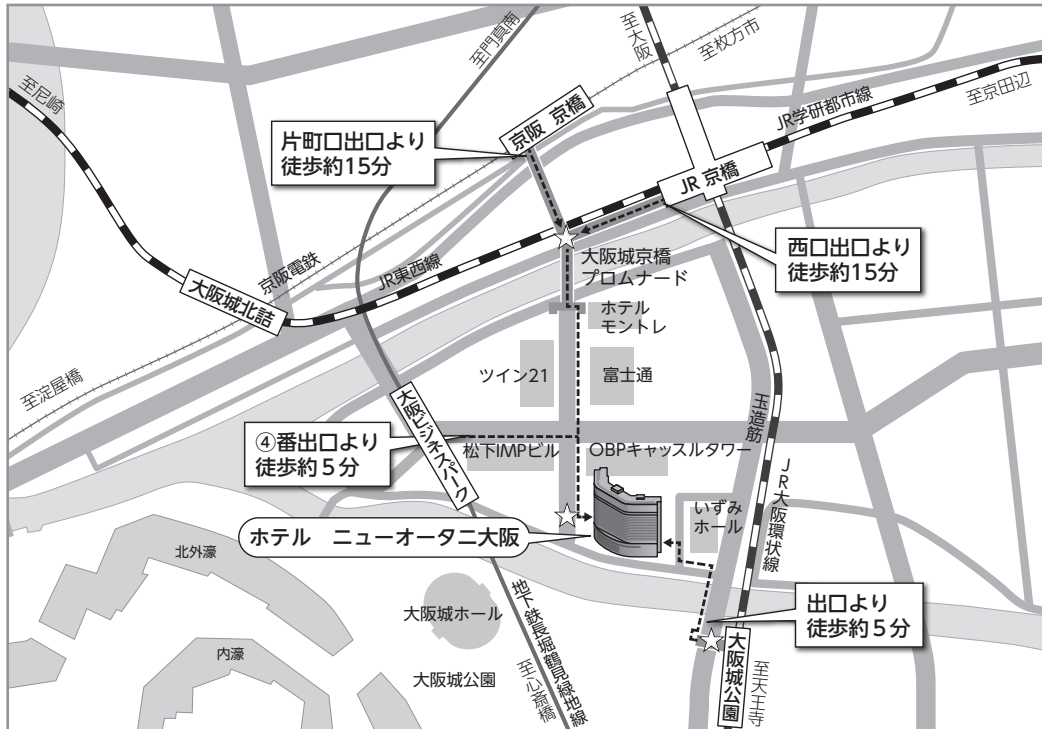 至門真南
至大阪
至枚方市
至尼崎
至京田辺
JR学研都市線
京阪 京橋
片町口出口より
徒歩約15分
JR 京橋
西口出口より
徒歩約15分
大阪城京橋
プロムナード
京阪電鉄
JR東西線
大阪城北詰
ホテル
モントレ
至淀屋橋
ツイン21
富士通
大阪ビジネスパーク
玉造筋
④番出口より
徒歩約5分
松下IMPビル
OBPキャッスルタワー
JR大阪環状線
いずみ
ホール
ホテル ニューオータニ大阪
北外濠
大阪城ホール
地下鉄長堀鶴見緑地線
出口より
徒歩約5分
内濠
大阪城公園
至心斎橋
大阪城公園
至天王寺